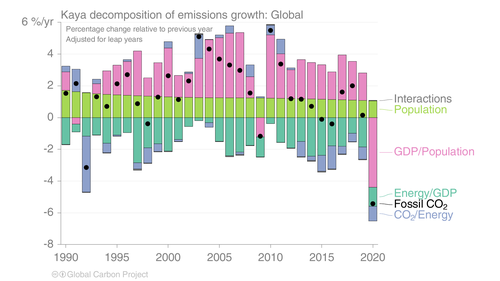 Kaya decomposition of emissions growth: Global
6 %/yr
Percentage change relative to previous year
Adjusted for leap years
4
2
0
-2
-4
-6
-8
1990
1995
2000
2005
2010
2015
2020
Interactions
Population
GDP/Population
Energy/GDP
Fossil CO₂
CO₂/Energy
Global Carbon Project